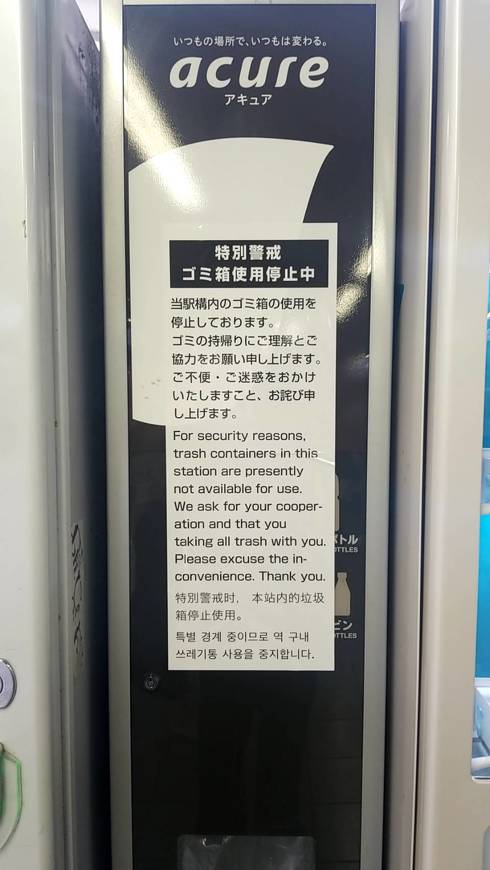 いつもの場所で、いつもは変わる。
acure
アキュア
特別警戒
ゴミ箱使用停止中
当駅構内のゴミ箱の使用を
停止しております。
ゴミの持帰りにご理解とご
協力をお願い申し上げます。
ご不便・ご迷惑をおかけ
いたしますこと、お詫び申
し上げます。
For security reasons,
trash containers in this
station are presently
not available for use.
We ask for your cooper-
ation and that you
taking all trash with you.
Please excuse the in-
convenience. Thank you.
特別警戒时， 本站内的垃圾
箱停止使用。
특별 경계 중이므로 역 구내
쓰레기통 사용을 중지합니다.
トル
TTLES
ビン
TTLES